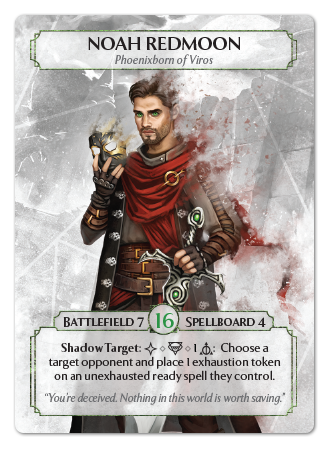 NOAH REDMOON
Phoenixborn of Viros
BATTLEFIELD 7 16 SPELLBOARD 4
Shadow Target: 1 : Choose a
target opponent and place 1 exhaustion token
on an unexhausted ready spell they control.
"You're deceived. Nothing in this world is worth saving."